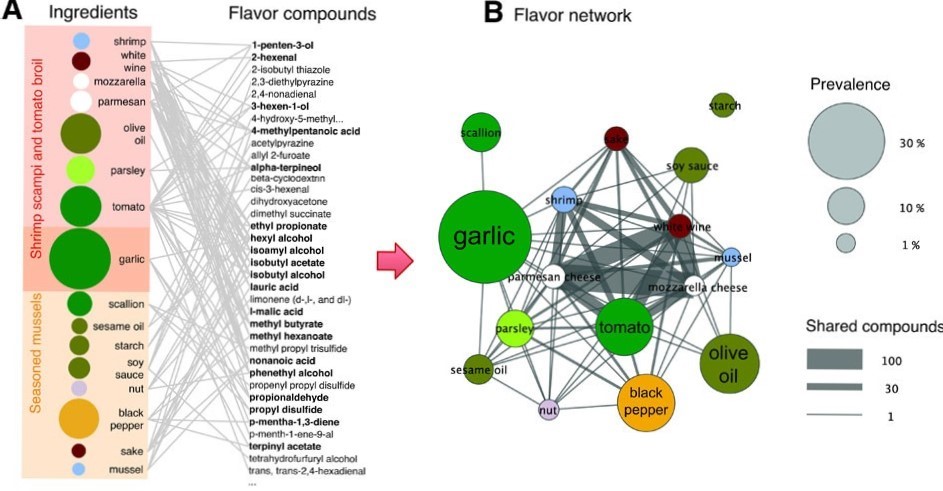 A
Ingredients
Flavor compounds
Shrimp scampi and tomato broil
Seasoned mussels
shrimp
white
wine
mozzarella
parmesan
olive
oil
parsley
tomato
garlic
scallion
sesame oil
starch
soy
sauce
nut
black
pepper
sake
mussel
1-penten-3-ol
2-hexenal
2-isobutyl thiazole
2,3-diethylpyrazine
2,4-nonadienal
3-hexen-1-ol
4-hydroxy-5-methyl...
4-methylpentanoic acid
acetylpyrazine
allyl 2-furoate
alpha-terpineol
beta-cyclodextrin
cis-3-hexenal
dihydroxyacetone
dimethyl succinate
ethyl propionate
hexyl alcohol
isoamyl alcohol
isobutyl acetate
isobutyl alcohol
lauric acid
limonene (d-,l-, and dl-)
l-malic acid
methyl butyrate
methyl hexanoate
methyl propyl trisulfide
nonanoic acid
phenethyl alcohol
propenyl propyl disulfide
propionaldehyde
propyl disulfide
p-mentha-1,3-diene
p-menth-1-ene-9-al
terpinyl acetate
tetrahydrofurfuryl alcohol
trans, trans-2,4-hexadienal
...
B
Flavor network
starch
scallion
sake
soy sauce
shrimp
garlic
white wine
mussel
parmesan cheese
mozzarella cheese
parsley
tomato
sesame oil
olive
oil
black
pepper
nut
Prevalence
30 %
10 %
1 %
Shared compounds
100
30
1